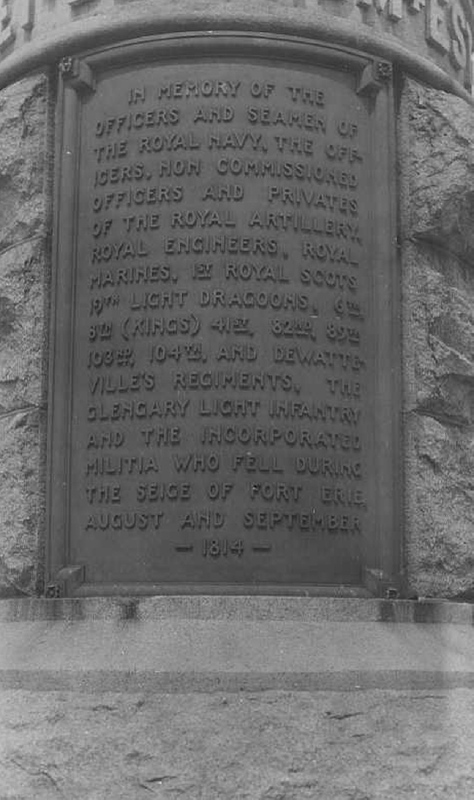 IN MEMORY OF THE
OFFICERS AND SEAMEN OF
THE ROYAL NAVY, THE OFF-
ICERS, NON COMMISSIONED
OFFICERS AND PRIVATES
OF THE ROYAL ARTILLERY,
ROYAL ENGINEERS, ROYAL
MARINES, 1ST ROYAL SCOTS
19TH LIGHT DRAGOONS, 6TH,
8TH (KINGS) 41ST, 82ND, 89TH
103RD, 104TH, AND DEWATTE-
VILLE'S REGIMENTS, THE
GLENGARY LIGHT INFANTRY
AND THE INCORPORATED
MILITIA WHO FELL DURING
THE SEIGE OF FORT ERIE,
AUGUST AND SEPTEMBER
— 1814 —